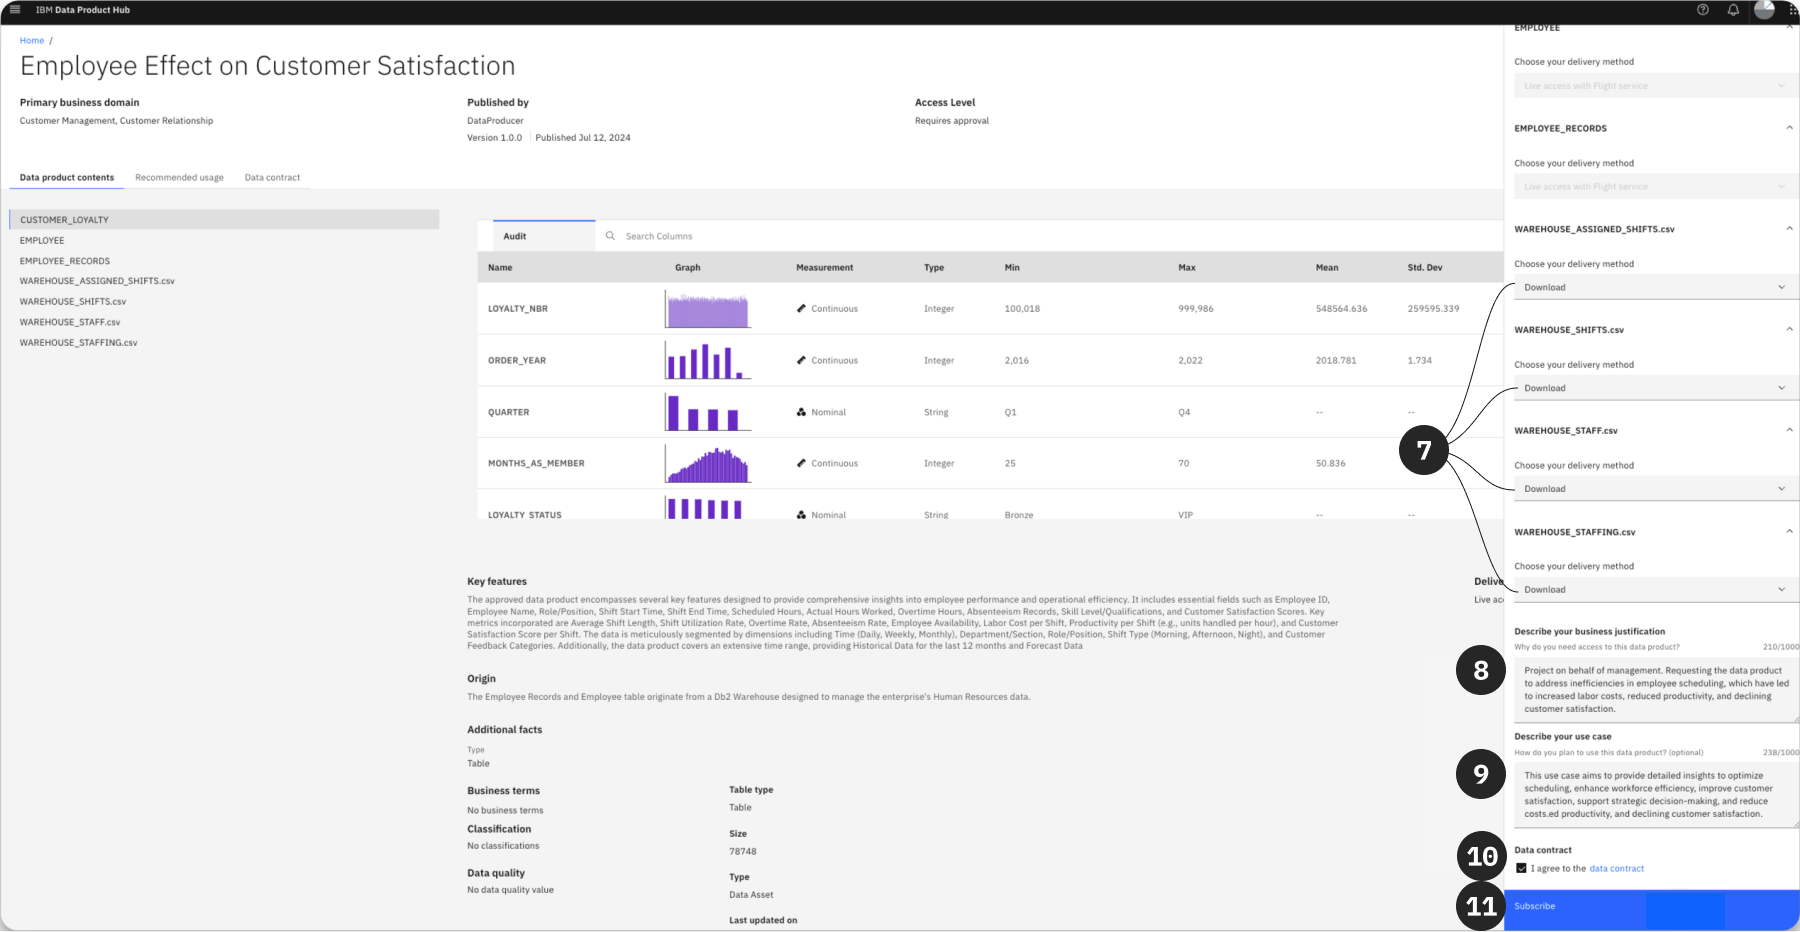 IBM Data Product Hub
Home /
Employee Effect on Customer Satisfaction
Primary business domain
Customer Management, Customer Relationship
Published by
DataProducer
Version 1.0.0 Published Jul 12, 2024
Access Level
Requires approval
Data product contents Recommended usage Data contract
CUSTOMER_LOYALTY
EMPLOYEE
EMPLOYEE_RECORDS
WAREHOUSE_ASSIGNED_SHIFTS.csv
WAREHOUSE_SHIFTS.csv
WAREHOUSE_STAFF.csv
WAREHOUSE_STAFFING.csv
Audit Search Columns
Name Graph Measurement Type Min Max Mean Std. Dev
LOYALTY_NBR Continuous Integer 100,018 999,986 548564.636 259595.339
ORDER_YEAR Continuous Integer 2,016 2,022 2018.781 1.734
QUARTER Nominal String Q1 Q4 -- --
MONTHS_AS_MEMBER Continuous Integer 25 70 50.836
LOYALTY_STATUS Nominal String Bronze VIP -- --
Key features
The approved data product encompasses several key features designed to provide comprehensive insights into employee performance and operational efficiency. It includes essential fields such as Employee ID,
Employee Name, Role/Position, Shift Start Time, Shift End Time, Scheduled Hours, Actual Hours Worked, Overtime Hours, Absenteeism Records, Skill Level/Qualifications, and Customer Satisfaction Scores. Key
metrics incorporated are Average Shift Length, Shift Utilization Rate, Overtime Rate, Absenteeism Rate, Employee Availability, Labor Cost per Shift, Productivity per Shift (e.g., units handled per hour), and Customer
Satisfaction Score per Shift. The data is meticulously segmented by dimensions including Time (Daily, Weekly, Monthly), Department/Section, Role/Position, Shift Type (Morning, Afternoon, Night), and Customer
Feedback Categories. Additionally, the data product covers an extensive time range, providing Historical Data for the last 12 months and Forecast Data
Origin
The Employee Records and Employee table originate from a Db2 Warehouse designed to manage the enterprise's Human Resources data.
Additional facts
Type
Table
Business terms
No business terms
Classification
No classifications
Data quality
No data quality value
Table type
Table
Size
78748
Type
Data Asset
Last updated on
Delive
Live ac
EMPLOYEE
Choose your delivery method
Live access with Flight service
EMPLOYEE_RECORDS
Choose your delivery method
Live access with Flight service
WAREHOUSE_ASSIGNED_SHIFTS.csv
Choose your delivery method
Download
WAREHOUSE_SHIFTS.csv
Choose your delivery method
Download
7
WAREHOUSE_STAFF.csv
Choose your delivery method
Download
WAREHOUSE_STAFFING.csv
Choose your delivery method
Download
Describe your business justification
Why do you need access to this data product? 210/1000
8
Project on behalf of management. Requesting the data product
to address inefficiencies in employee scheduling, which have led
to increased labor costs, reduced productivity, and declining
customer satisfaction.
Describe your use case
How do you plan to use this data product? (optional) 238/1000
9
This use case aims to provide detailed insights to optimize
scheduling, enhance workforce efficiency, improve customer
satisfaction, support strategic decision-making, and reduce
costs.ed productivity, and declining customer satisfaction.
10
Data contract
I agree to the data contract
11
Subscribe